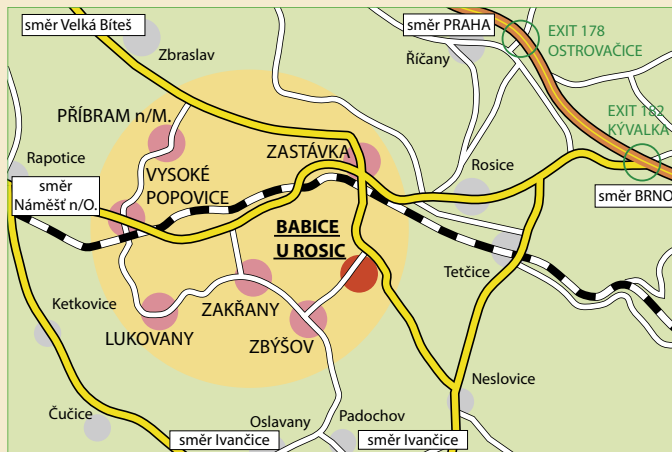 směr Velká Bíteš
Zbraslav
směr PRAHA
EXIT 178
OSTROVAČICE
Říčany
PŘÍBRAM n/M.
EXIT 182
KÝVALKA
ZASTÁVKA
Rapotice
VYSOKÉ
POPOVICE
Rosice
směr
Náměšť n/O.
směr BRNO
BABICE
U ROSIC
Tetčice
Ketkovice
ZAKŘANY
LUKOVANY
ZBÝŠOV
Neslovice
Čučice
Oslavany
Padochov
směr Ivančice
směr Ivančice